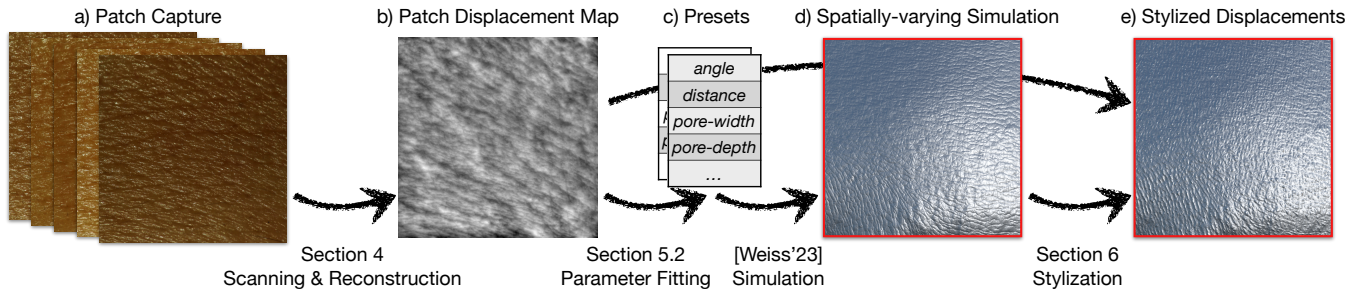 a) Patch Capture
b) Patch Displacement Map
c) Presets
d) Spatially-varying Simulation
e) Stylized Displacements
angle
distance
pore-width
pore-depth
...
Section 4
Scanning & Reconstruction
Section 5.2
Parameter Fitting
[Weiss'23]
Simulation
Section 6
Stylization